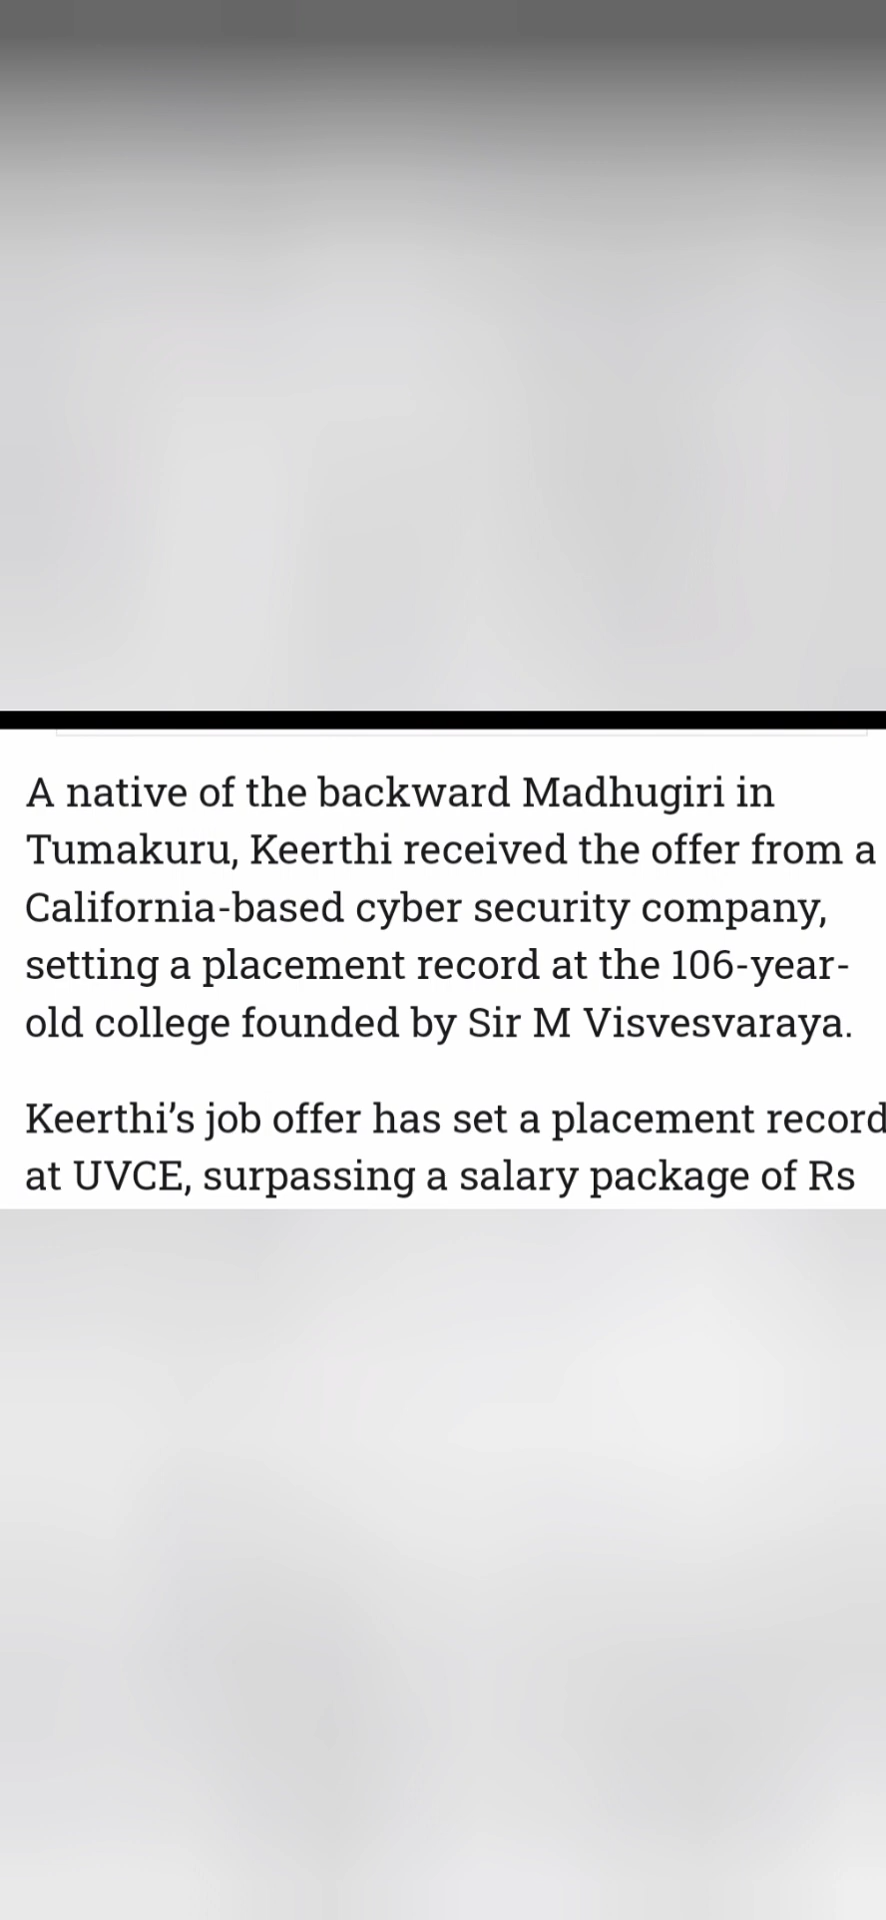 A native of the backward Madhugiri in
Tumakuru, Keerthi received the offer from a
California-based cyber security company,
setting a placement record at the 106-year-
old college founded by Sir M Visvesvaraya.
Keerthi’s job offer has set a placement record
at UVCE, surpassing a salary package of Rs